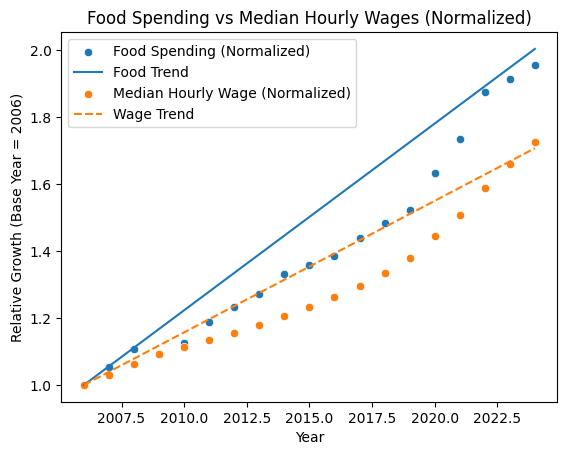 Food Spending vs Median Hourly Wages (Normalized)
Food Spending (Normalized)
Food Trend
Median Hourly Wage (Normalized)
Wage Trend
Relative Growth (Base Year = 2006)
2.0
1.8
1.6
1.4
1.2
1.0
2007.5 2010.0 2012.5 2015.0 2017.5 2020.0 2022.5
Year